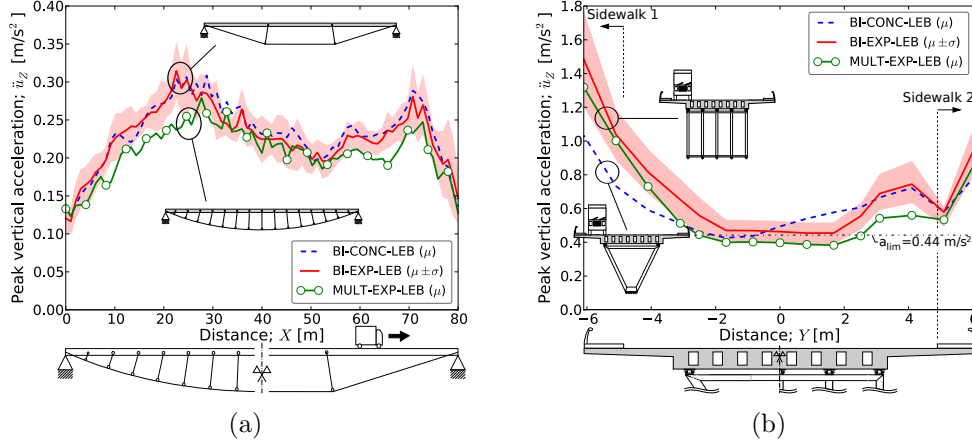 0.40
0.35
0.30
0.25
0.20
0.15
0.10
0.05
0.00
Peak vertical acceleration; ü_Z [m/s²]
BI-CONC-LEB (μ)
BI-EXP-LEB (μ ± σ)
MULT-EXP-LEB (μ)
0 10 20 30 40 50 60 70 80
Distance; X [m]
(a)
1.8
1.6
1.4
1.2
1.0
0.8
0.6
0.4
0.2
0.0
Peak vertical acceleration; ü_Z [m/s²]
Sidewalk 1
BI-CONC-LEB (μ)
BI-EXP-LEB (μ ± σ)
MULT-EXP-LEB (μ)
Sidewalk 2
a_lim=0.44 m/s²
−6 −4 −2 0 2 4 6
Distance; Y [m]
(b)